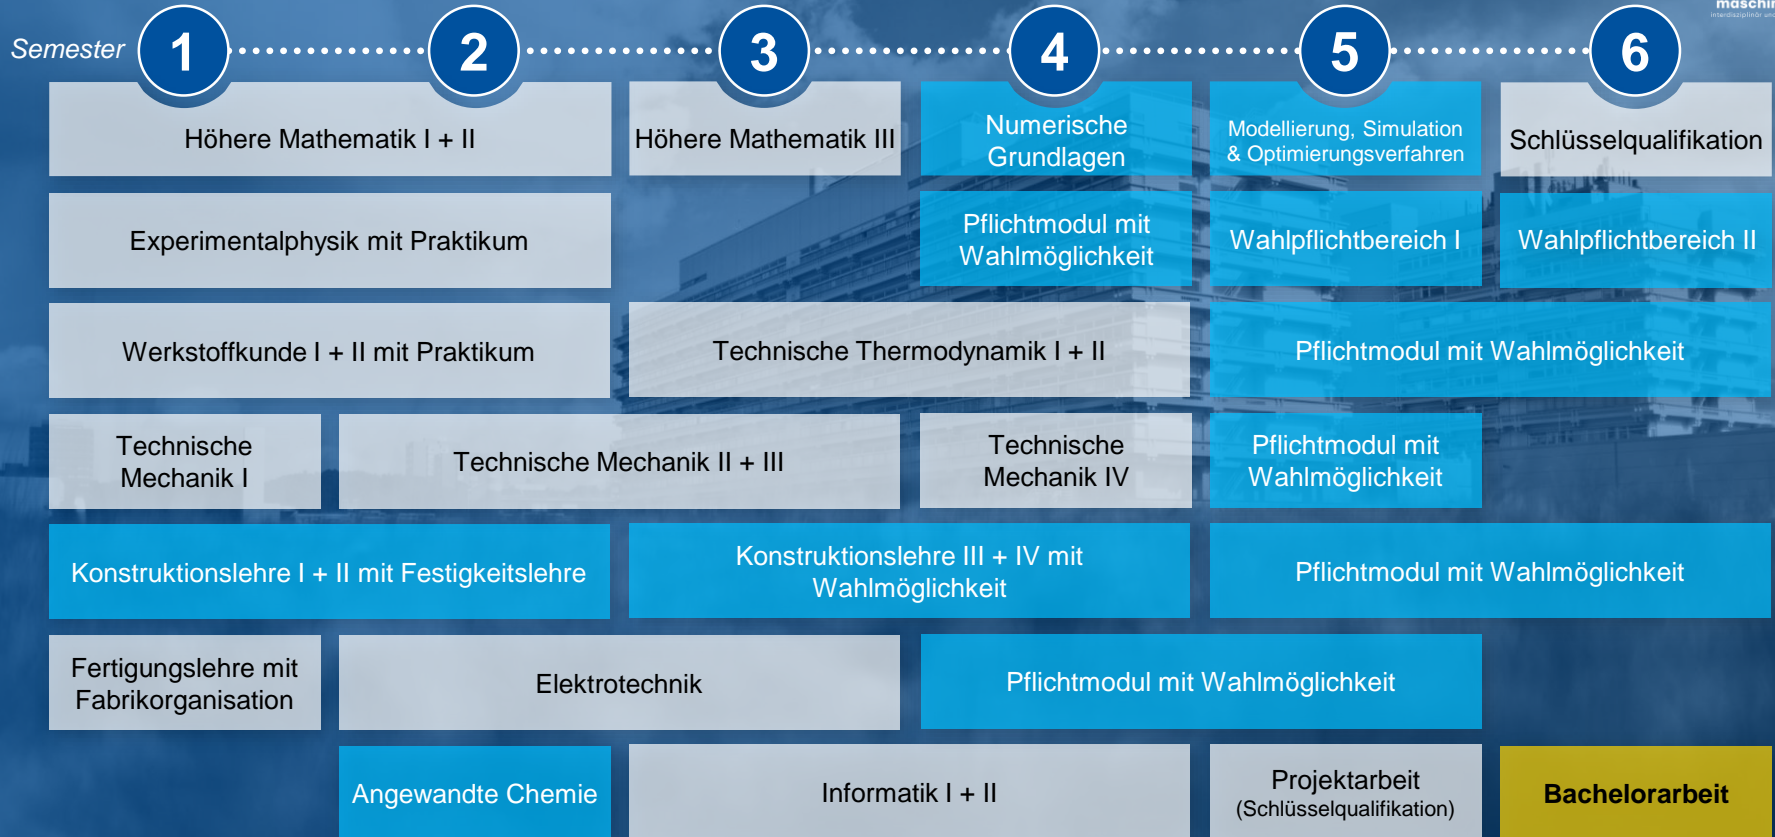 maschin
interdisziplinär und
Semester 1 2 3 4 5 6
Höhere Mathematik I + II
Höhere Mathematik III
Numerische
Grundlagen
Modellierung, Simulation
& Optimierungsverfahren
Schlüsselqualifikation
Experimentalphysik mit Praktikum
Pflichtmodul mit
Wahlmöglichkeit
Wahlpflichtbereich I
Wahlpflichtbereich II
Werkstoffkunde I + II mit Praktikum
Technische Thermodynamik I + II
Pflichtmodul mit Wahlmöglichkeit
Technische
Mechanik I
Technische Mechanik II + III
Technische
Mechanik IV
Pflichtmodul mit
Wahlmöglichkeit
Konstruktionslehre I + II mit Festigkeitslehre
Konstruktionslehre III + IV mit
Wahlmöglichkeit
Pflichtmodul mit Wahlmöglichkeit
Fertigungslehre mit
Fabrikorganisation
Elektrotechnik
Pflichtmodul mit Wahlmöglichkeit
Angewandte Chemie
Informatik I + II
Projektarbeit
(Schlüsselqualifikation)
Bachelorarbeit